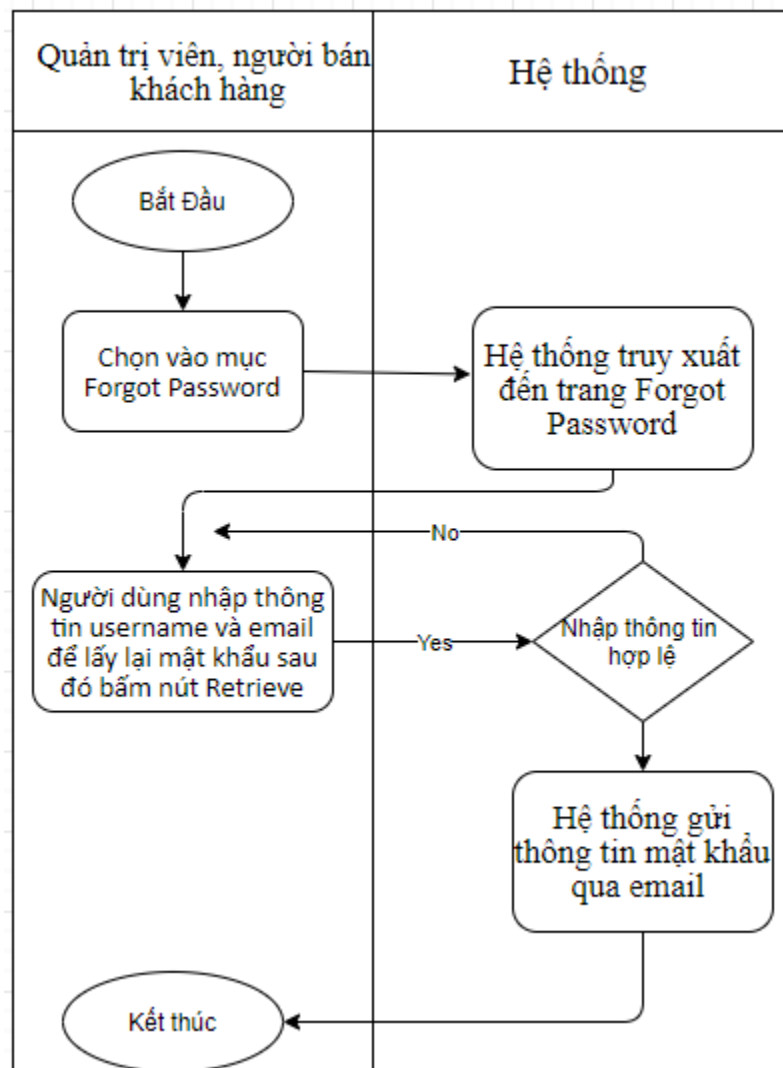 Quản trị viên, người bán
khách hàng
Hệ thống
Bắt Đầu
Chọn vào mục
Forgot Password
Hệ thống truy xuất
đến trang Forgot
Password
No
Người dùng nhập thông
tin username và email
để lấy lại mật khẩu sau
đó bấm nút Retrieve
Yes
Nhập thông tin
hợp lệ
Hệ thống gửi
thông tin mật khẩu
qua email
Kết thúc